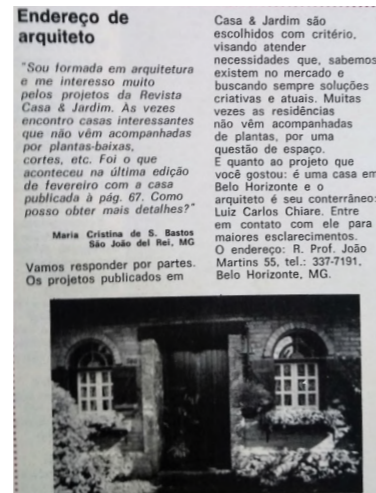 Endereço de
arquiteto
"Sou formada em arquitetura
e me interesso muito
pelos projetos da Revista
Casa & Jardim. As vezes
encontro casas interessantes
que não vêm acompanhadas
por plantas-baixas,
cortes, etc. Foi o que
aconteceu na última edição
de fevereiro com a casa
publicada à pág. 67. Como
posso obter mais detalhes?"
Maria Cristina de S. Bastos
São João del Rei, MG
Vamos responder por partes.
Os projetos publicados em
Casa & Jardim são
escolhidos com critério,
visando atender
necessidades que, sabemos
existem no mercado e
buscando sempre soluções
criativas e atuais. Muitas
vezes as residências
não vêm acompanhadas
de plantas, por uma
questão de espaço.
E quanto ao projeto que
você gostou: é uma casa em
Belo Horizonte e o
arquiteto é seu conterrâneo:
Luiz Carlos Chiare. Entre
em contato com ele para
maiores esclarecimentos.
O endereço: R. Prof. João
Martins 55, tel.: 337-7191,
Belo Horizonte, MG.